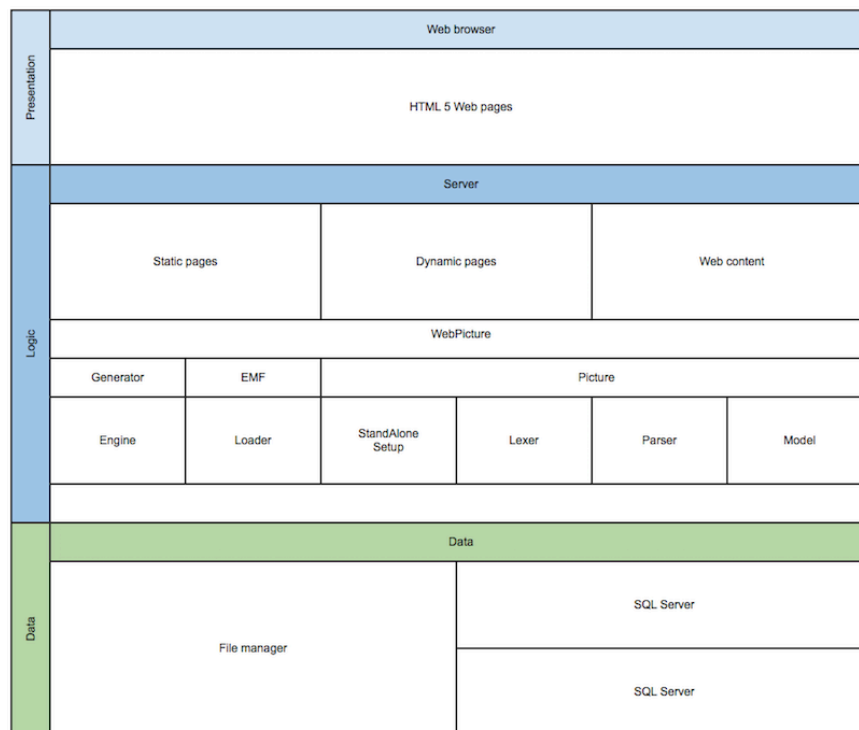 Web browser
Presentation
HTML 5 Web pages
Server
Static pages
Dynamic pages
Web content
Logic
WebPicture
Generator
EMF
Picture
Engine
Loader
StandAlone
Setup
Lexer
Parser
Model
Data
Data
File manager
SQL Server
SQL Server